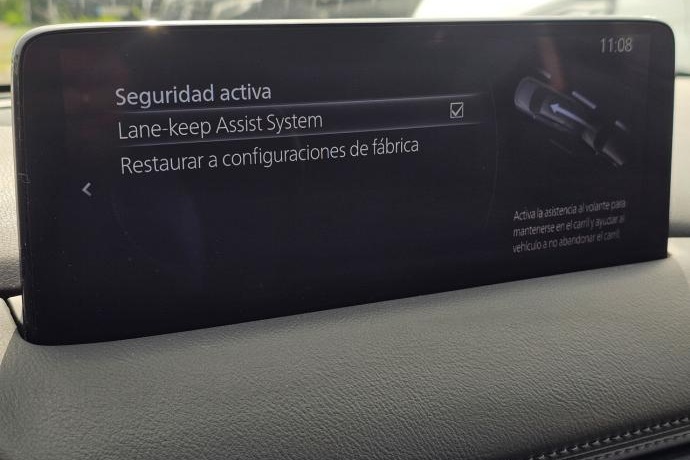 11:08
Seguridad activa
Lane-keep Assist System
Restaurar a configuraciones de fábrica
Activa la asistencia al volante para
mantenerse en el carril y ayudar al
vehículo a no abandonar el carril.